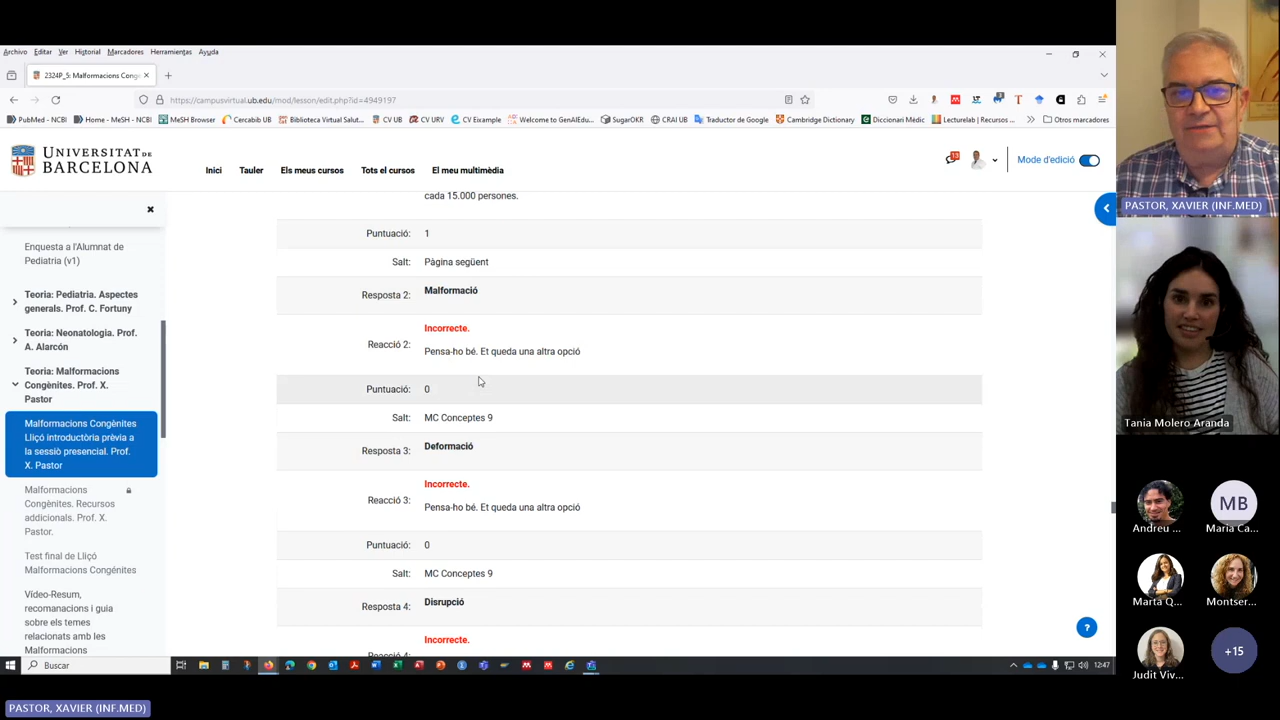 Archivo Editar Ver Historial Marcadores Herramientas Ayuda
2324P_5: Malformacions Cong
https://campusvirtual.ub.edu/mod/lesson/edit.php?id=4949197
PubMed - NCBI Home - MeSH - NCBI MeSH Browser Cercabib UB Biblioteca Virtual Salut... CV UB CV URV CV Eixample Welcome to GenAIEdu... SugarOKR CRAI UB Traductor de Google Cambridge Dictionary Diccionari Mèdic Lecturelab | Recursos ... Otros marcadores
UNIVERSITAT DE
BARCELONA
Inici Tauler Els meus cursos Tots el cursos El meu multimèdia
13
Mode d'edició
Enquesta a l'Alumnat de
Pediatria (v1)
Teoria: Pediatria. Aspectes
generals. Prof. C. Fortuny
Teoria: Neonatologia. Prof.
A. Alarcón
Teoria: Malformacions
Congènites. Prof. X.
Pastor
Malformacions Congènites
Lliçó introductòria prèvia a
la sessiò presencial. Prof.
X. Pastor
Malformacions
Congènites. Recursos
addicionals. Prof. X.
Pastor.
Test final de Lliçó
Malformacions Congénites
Vídeo-Resum,
recomanacions i guia
sobre els temes
relacionats amb les
Malformacions
cada 15.000 persones.
Puntuació: 1
Salt: Pàgina següent
Resposta 2: Malformació
Incorrecte.
Reacció 2: Pensa-ho bé. Et queda una altra opció
Puntuació: 0
Salt: MC Conceptes 9
Resposta 3: Deformació
Incorrecte.
Reacció 3: Pensa-ho bé. Et queda una altra opció
Puntuació: 0
Salt: MC Conceptes 9
Resposta 4: Disrupció
Incorrecte.
Reacció 4:
?
Buscar
12:47
PASTOR, XAVIER (INF.MED)
Tania Molero Aranda
Andreu ...
MB
Maria Ca...
Marta Q...
Montser...
Judit Viv...
+15
PASTOR, XAVIER (INF.MED)